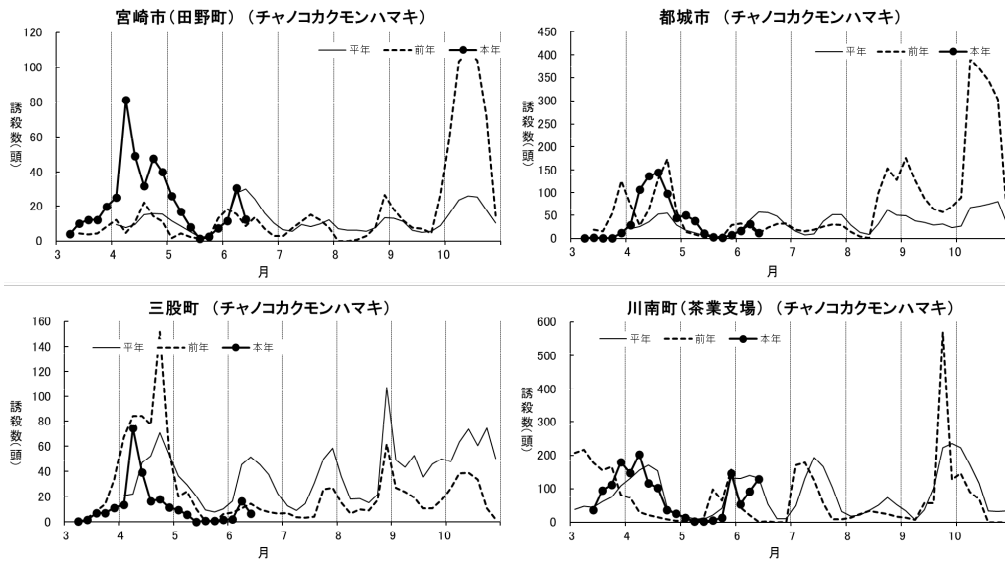 宮崎市(田野町) (チャノコカクモンハマキ)
120
100
80
60
40
20
0
誘殺数(頭)
平年 前年 本年
3 4 5 6 7 8 9 10
月
都城市 (チャノコカクモンハマキ)
450
400
350
300
250
200
150
100
50
0
誘殺数(頭)
平年 前年 本年
3 4 5 6 7 8 9 10
月
三股町 (チャノコカクモンハマキ)
160
140
120
100
80
60
40
20
0
誘殺数(頭)
平年 前年 本年
3 4 5 6 7 8 9 10
月
川南町(茶業支場) (チャノコカクモンハマキ)
600
500
400
300
200
100
0
誘殺数(頭)
平年 前年 本年
3 4 5 6 7 8 9 10
月